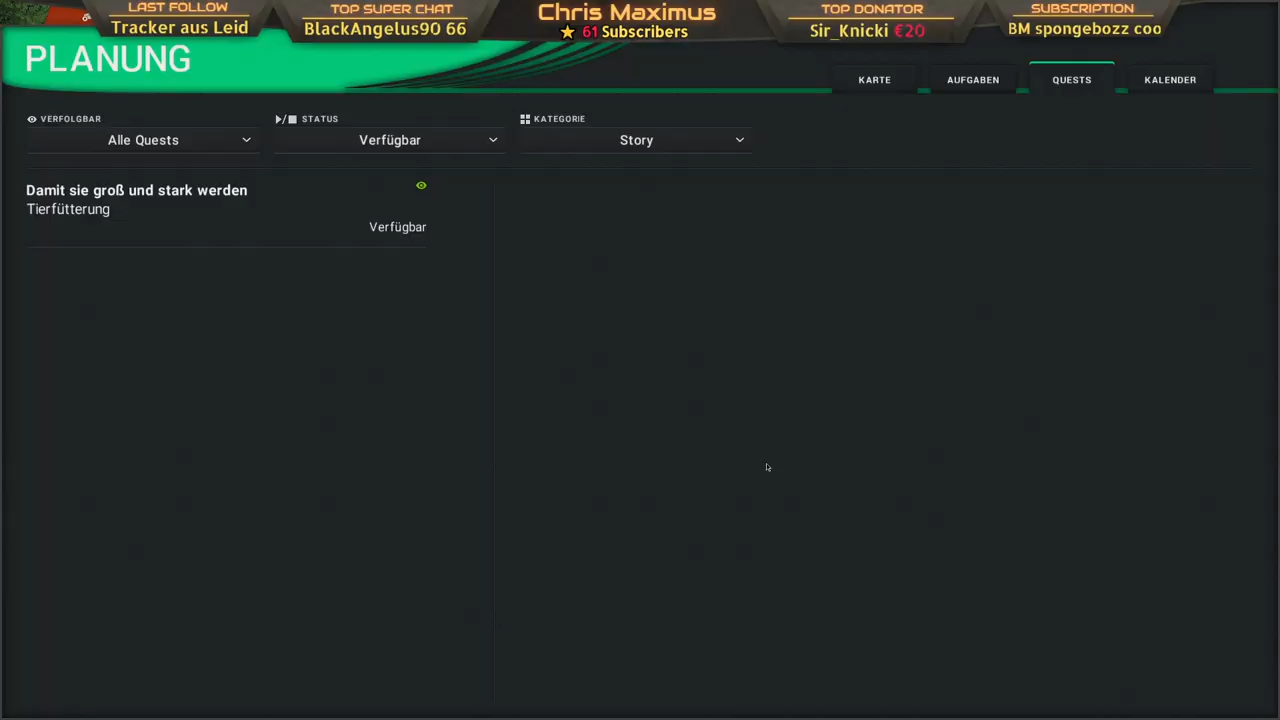 LAST FOLLOW
Tracker aus Leid
TOP SUPER CHAT
BlackAngelus90 66
Chris Maximus
61 Subscribers
TOP DONATOR
Sir_Knicki €20
SUBSCRIPTION
BM spongebozz coo
PLANUNG
KARTE
AUFGABEN
QUESTS
KALENDER
VERFOLGBAR
Alle Quests
STATUS
Verfügbar
KATEGORIE
Story
Damit sie groß und stark werden
Tierfütterung
Verfügbar